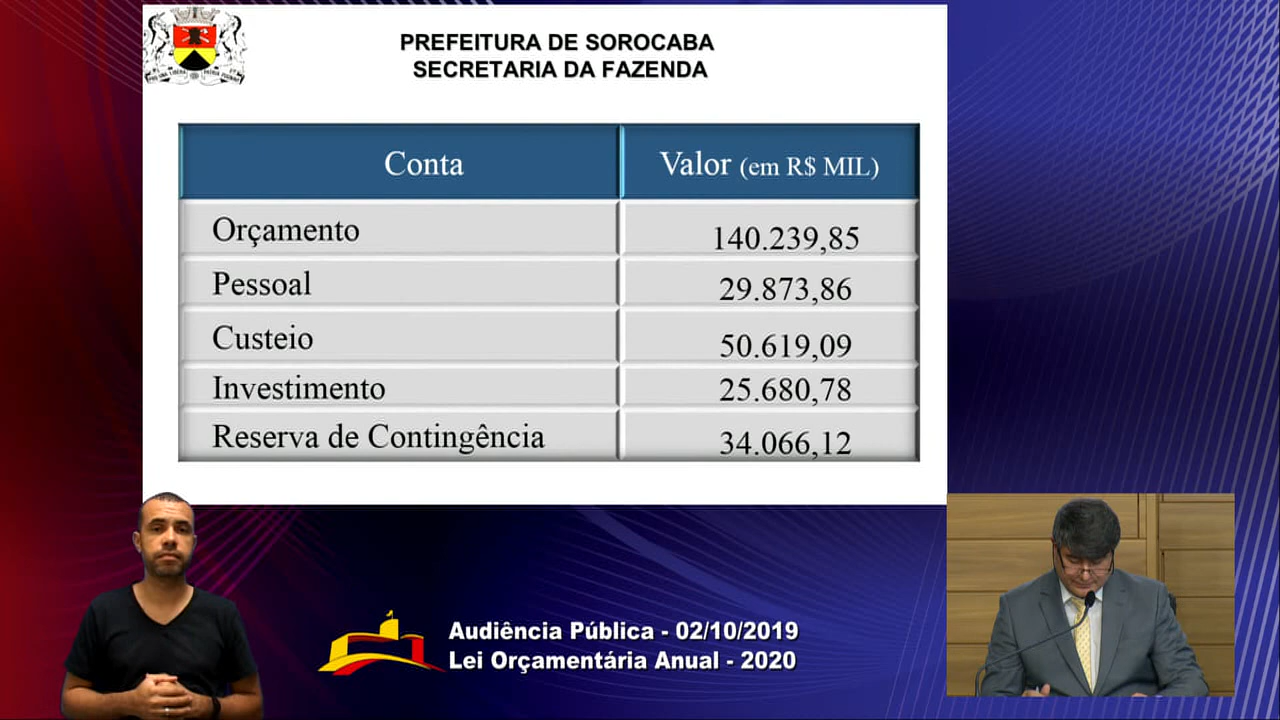 PREFEITURA DE SOROCABA
SECRETARIA DA FAZENDA
Conta Valor (em R$ MIL)
Orçamento 140.239,85
Pessoal 29.873,86
Custeio 50.619,09
Investimento 25.680,78
Reserva de Contingência 34.066,12
Audiência Pública - 02/10/2019
Lei Orçamentária Anual - 2020